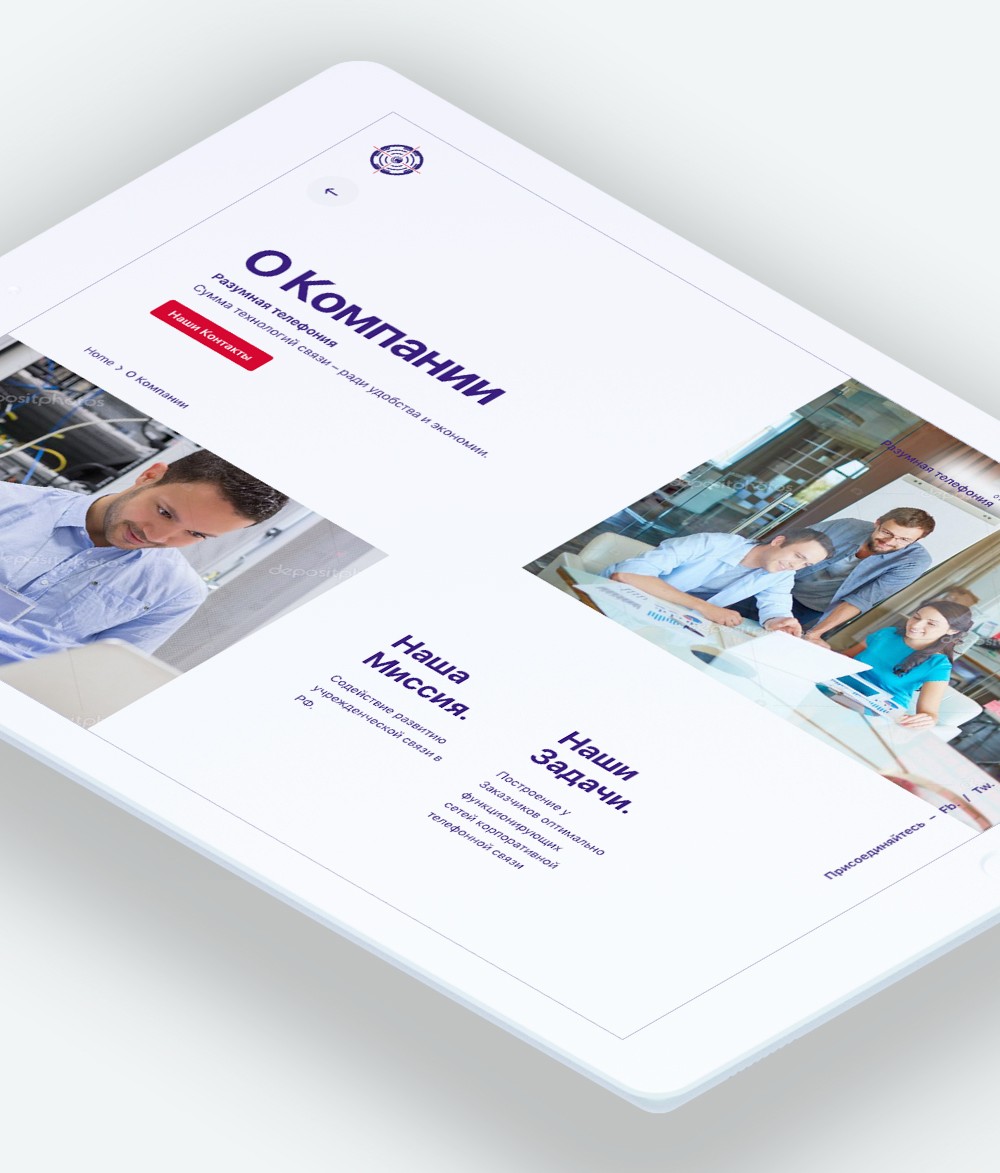 О Компании
Разумная телефония
Сумма технологий связи – ради удобства и экономии.
Наши Контакты
Home › О Компании
depositphotos
depositphotos
Разумная телефония
Наша
Миссия.
Содействие развитию
учрежденческой связи в
РФ.
Наши
Задачи.
Построение у
Заказчиков оптимально
функционирующих
сетей корпоративной
телефонной связи
Присоединяйтесь – Fb. / Tw.